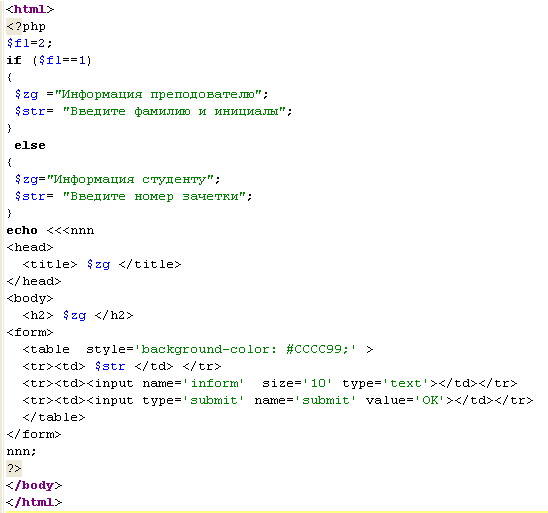 <html>
<?php
$fl=2;
if ($fl==1)
{
 $zg ="Информация преподователю";
 $str= "Введите фамилию и инициалы";
}
 else
{
 $zg="Информация студенту";
 $str= "Введите номер зачетки";
}
echo <<<nnn
<head>
  <title> $zg </title>
</head>
<body>
  <h2> $zg </h2>
<form>
  <table  style='background-color: #CCCC99;' >
  <tr><td> $str </td> </tr>
  <tr><td><input name='inform'  size='10' type='text'></td></tr>
  <tr><td><input type='submit' name='submit' value='OK'></td></tr>
  </table>
</form>
nnn;
?>
</body>
</html>